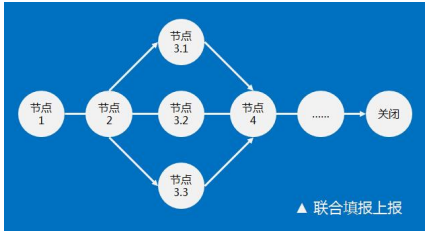 节点
3.1
节点
1
节点
2
节点
3.2
节点
4
......
关闭
节点
3.3
▲ 联合填报上报